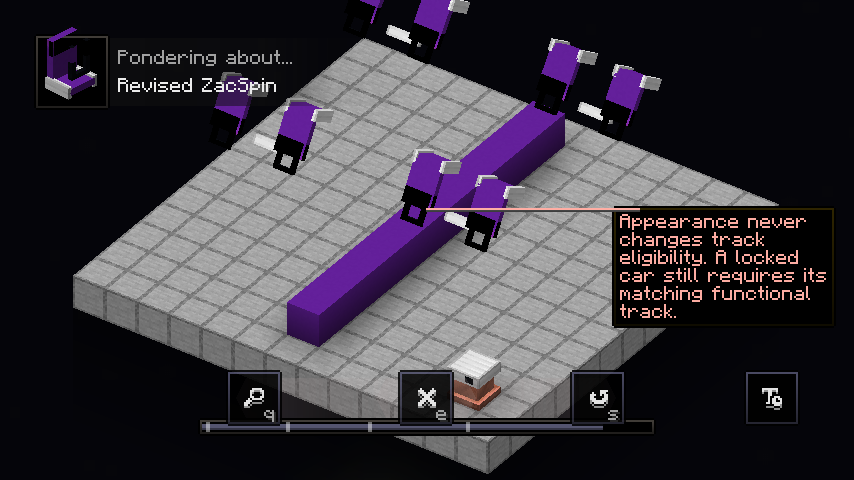 Pondering about...
Revised ZacSpin
Appearance never
changes track
eligibility. A locked
car still requires its
matching functional
track.
q
e
s
T